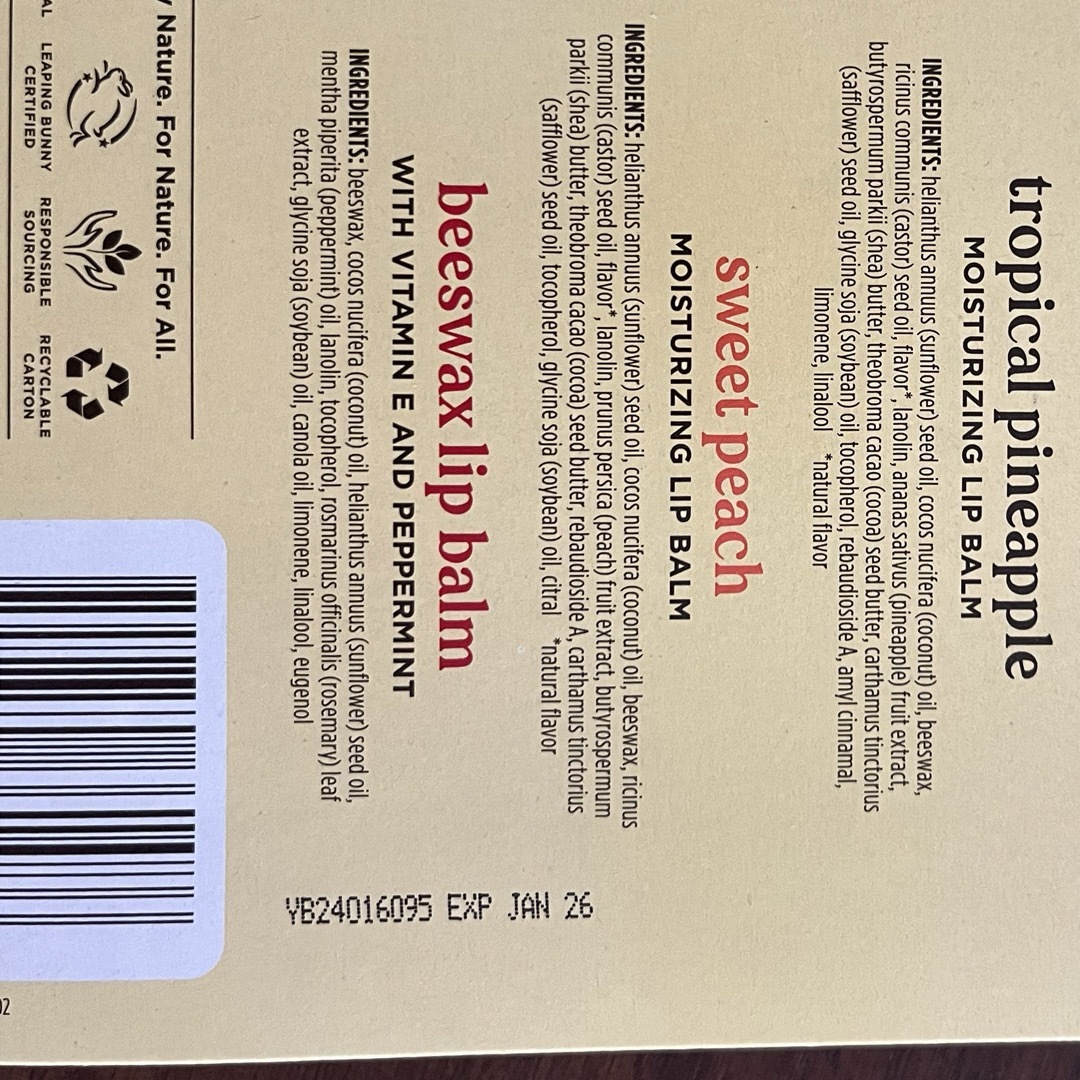 tropical pineapple
MOISTURIZING LIP BALM
INGREDIENTS: helianthus annuus (sunflower) seed oil, cocos nucifera (coconut) oil, beeswax,
ricinus communis (castor) seed oil, flavor*, lanolin, ananas sativus (pineapple) fruit extract,
butyrospermum parkii (shea) butter, theobroma cacao (cocoa) seed butter, carthamus tinctorius
(safflower) seed oil, glycine soja (soybean) oil, tocopherol, rebaudioside A, amyl cinnamal,
limonene, linalool *natural flavor
sweet peach
MOISTURIZING LIP BALM
INGREDIENTS: helianthus annuus (sunflower) seed oil, cocos nucifera (coconut) oil, beeswax, ricinus
communis (castor) seed oil, flavor*, lanolin, prunus persica (peach) fruit extract, butyrospermum
parkii (shea) butter, theobroma cacao (cocoa) seed butter, rebaudioside A, carthamus tinctorius
(safflower) seed oil, tocopherol, glycine soja (soybean) oil, citral *natural flavor
beeswax lip balm
WITH VITAMIN E AND PEPPERMINT
INGREDIENTS: beeswax, cocos nucifera (coconut) oil, helianthus annuus (sunflower) seed oil,
mentha piperita (peppermint) oil, lanolin, tocopherol, rosmarinus officinalis (rosemary) leaf
extract, glycine soja (soybean) oil, canola oil, limonene, linalool, eugenol
YB24016095 EXP JAN 26
Nature. For Nature. For All.
LEAPING BUNNY
CERTIFIED
RESPONSIBLE
SOURCING
RECYCLABLE
CARTON